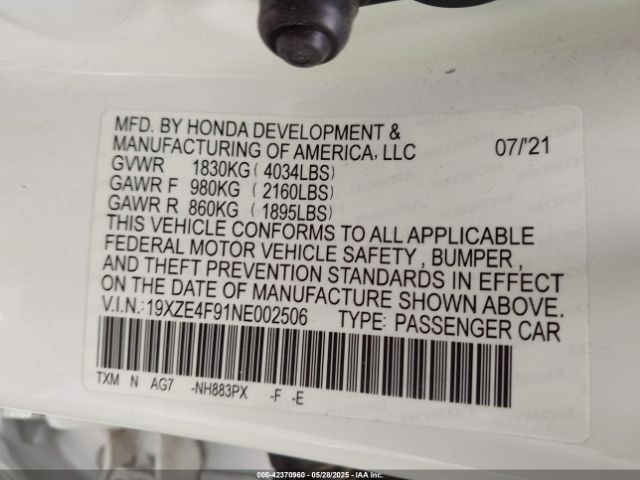 MFD. BY HONDA DEVELOPMENT &
MANUFACTURING OF AMERICA, LLC 07/'21
GVWR 1830KG ( 4034LBS)
GAWR F 980KG ( 2160LBS)
GAWR R 860KG ( 1895LBS)
THIS VEHICLE CONFORMS TO ALL APPLICABLE
FEDERAL MOTOR VEHICLE SAFETY , BUMPER ,
AND THEFT PREVENTION STANDARDS IN EFFECT
ON THE DATE OF MANUFACTURE SHOWN ABOVE.
V.I.N.:19XZE4F91NE002506 TYPE: PASSENGER CAR
TXM N AG7 -NH883PX -F -E
000-42370960 - 05/28/2025 - IAA Inc.